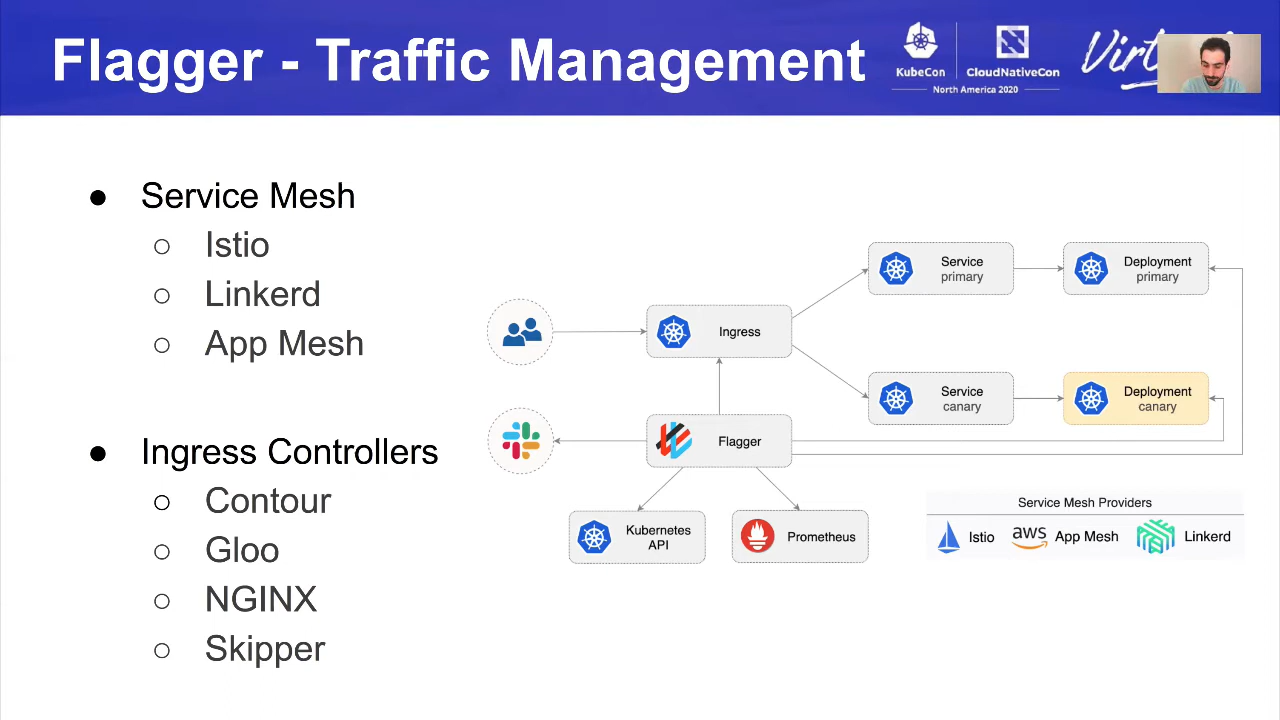 Flagger - Traffic Management
KubeCon
CloudNativeCon
North America 2020
Service Mesh
Istio
Linkerd
App Mesh
Ingress Controllers
Contour
Gloo
NGINX
Skipper
Service
primary
Deployment
primary
Ingress
Service
canary
Deployment
canary
Flagger
Kubernetes
API
Prometheus
Service Mesh Providers
Istio
aws
App Mesh
Linkerd